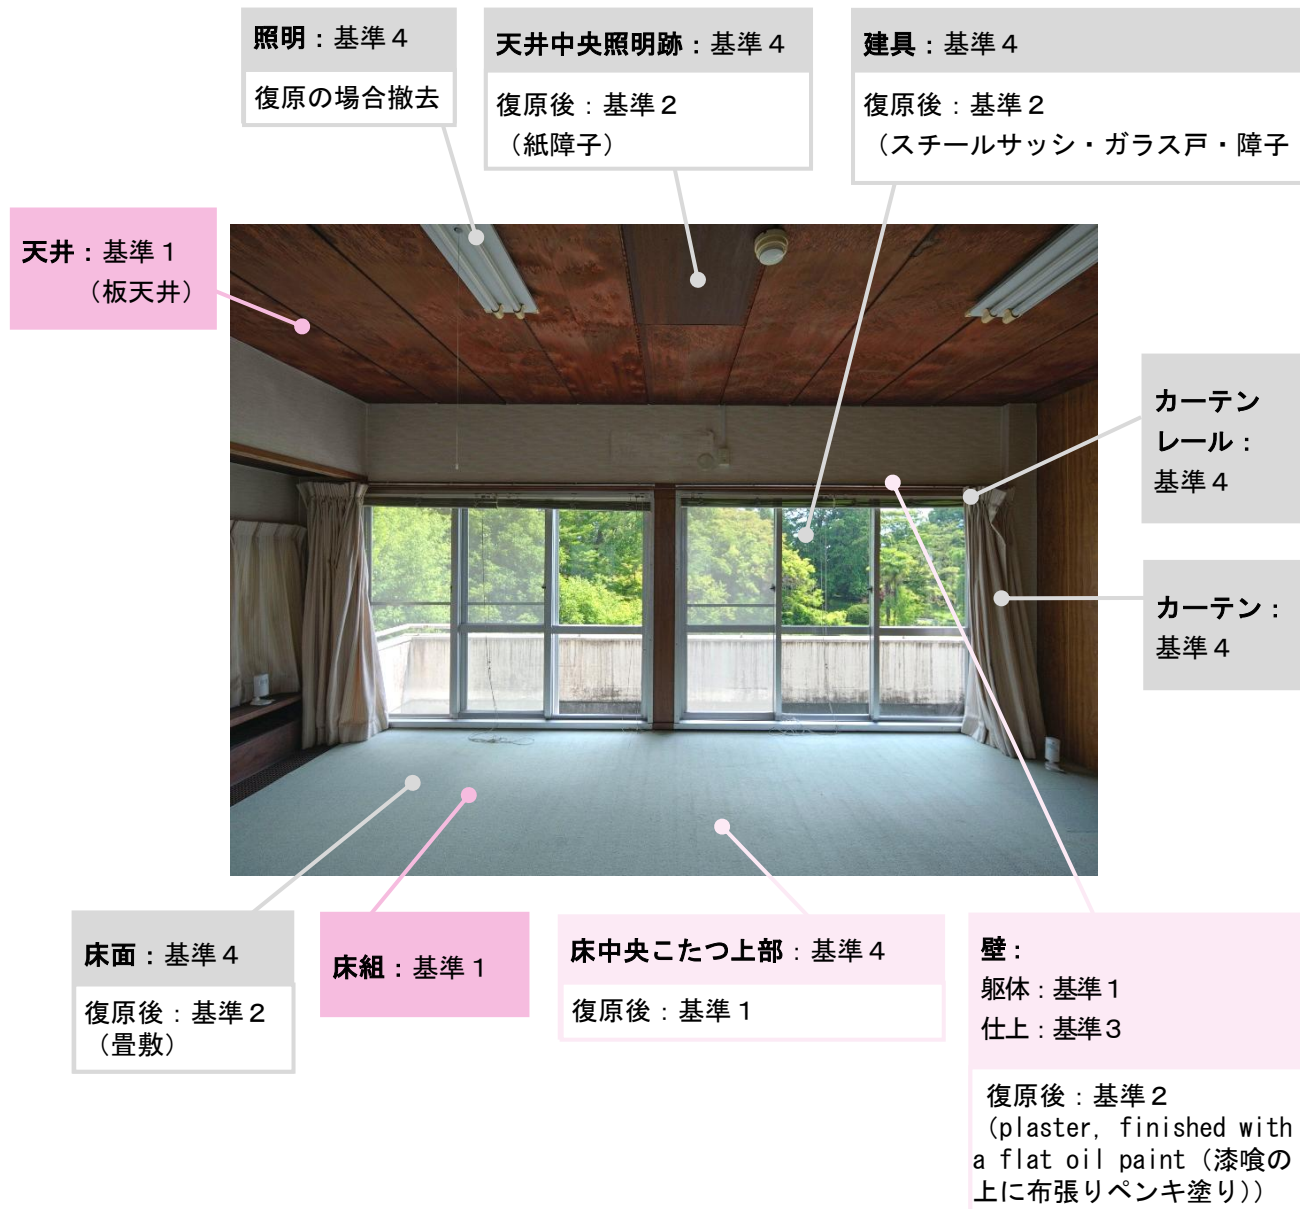 照明：基準４
復原の場合撤去
天井中央照明跡：基準４
復原後：基準２
（紙障子）
建具：基準４
復原後：基準２
（スチールサッシ・ガラス戸・障子
天井：基準１
（板天井）
カーテン
レール：
基準４
カーテン：
基準４
床面：基準４
復原後：基準２
（畳敷）
床組：基準１
床中央こたつ上部：基準４
復原後：基準１
壁：
躯体：基準１
仕上：基準３
復原後：基準２
（plaster, finished with
a flat oil paint（漆喰の
上に布張りペンキ塗り））